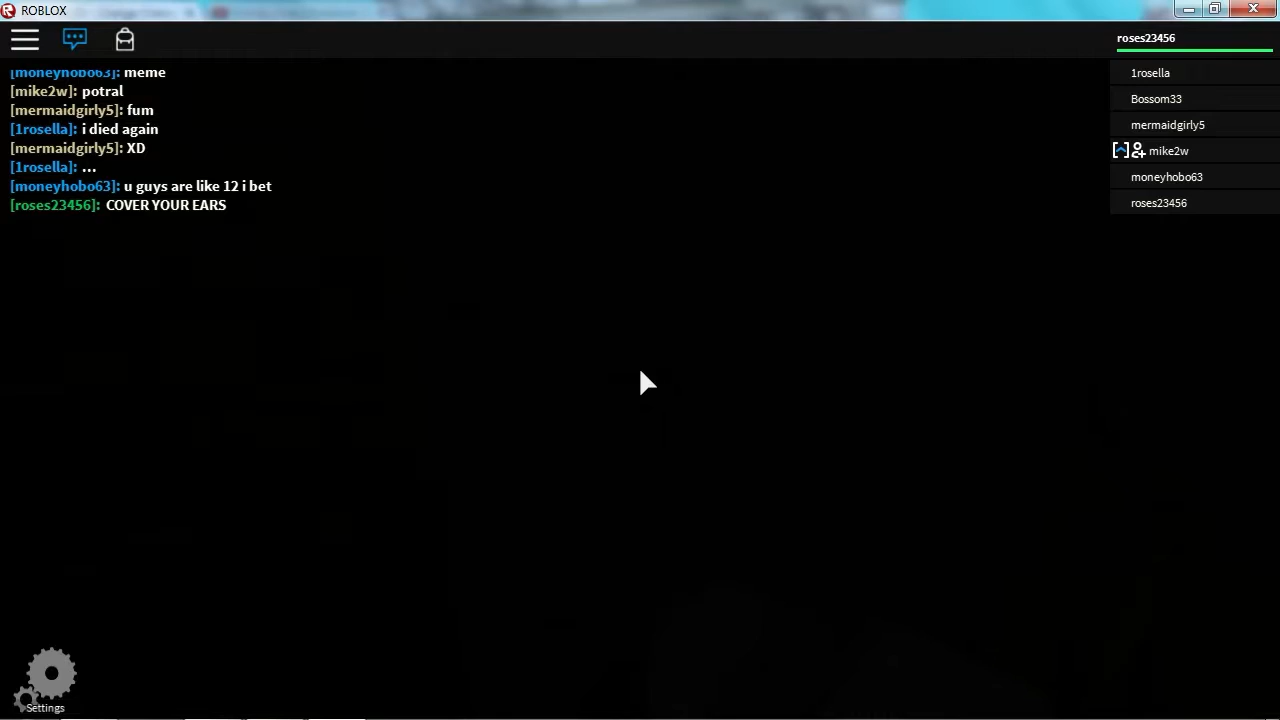 ROBLOX
roses23456
[moneyhobo63]: meme
[mike2w]: potral
[mermaidgirly5]: fum
[1rosella]: i died again
[mermaidgirly5]: XD
[1rosella]: ...
[moneyhobo63]: u guys are like 12 i bet
[roses23456]: COVER YOUR EARS
1rosella
Bossom33
mermaidgirly5
mike2w
moneyhobo63
roses23456
Settings